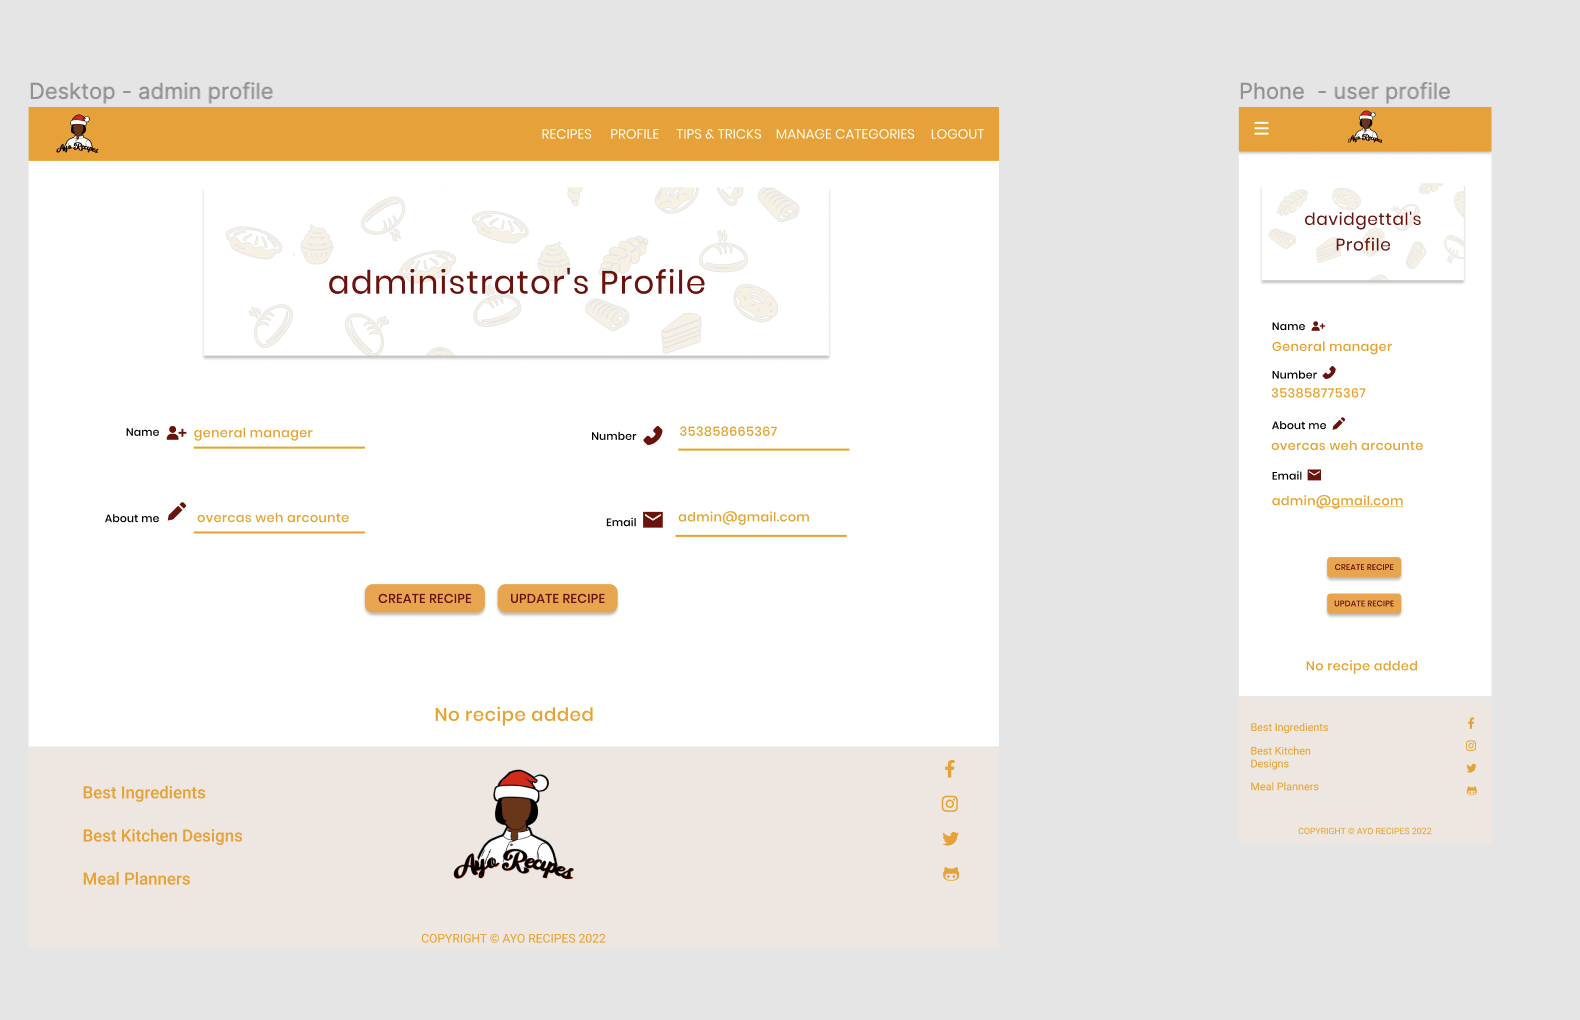 Desktop - admin profile
Ayo Recipes
RECIPES PROFILE TIPS & TRICKS MANAGE CATEGORIES LOGOUT
administrator's Profile
Name general manager
Number 353858665367
About me overcas weh arcounte
Email admin@gmail.com
CREATE RECIPE UPDATE RECIPE
No recipe added
Best Ingredients
Best Kitchen Designs
Meal Planners
Ayo Recipes
COPYRIGHT © AYO RECIPES 2022
Phone - user profile
Ayo Recipes
davidgettal's
Profile
Name
General manager
Number
353858775367
About me
overcas weh arcounte
Email
admin@gmail.com
CREATE RECIPE
UPDATE RECIPE
No recipe added
Best Ingredients
Best Kitchen
Designs
Meal Planners
COPYRIGHT © AYO RECIPES 2022